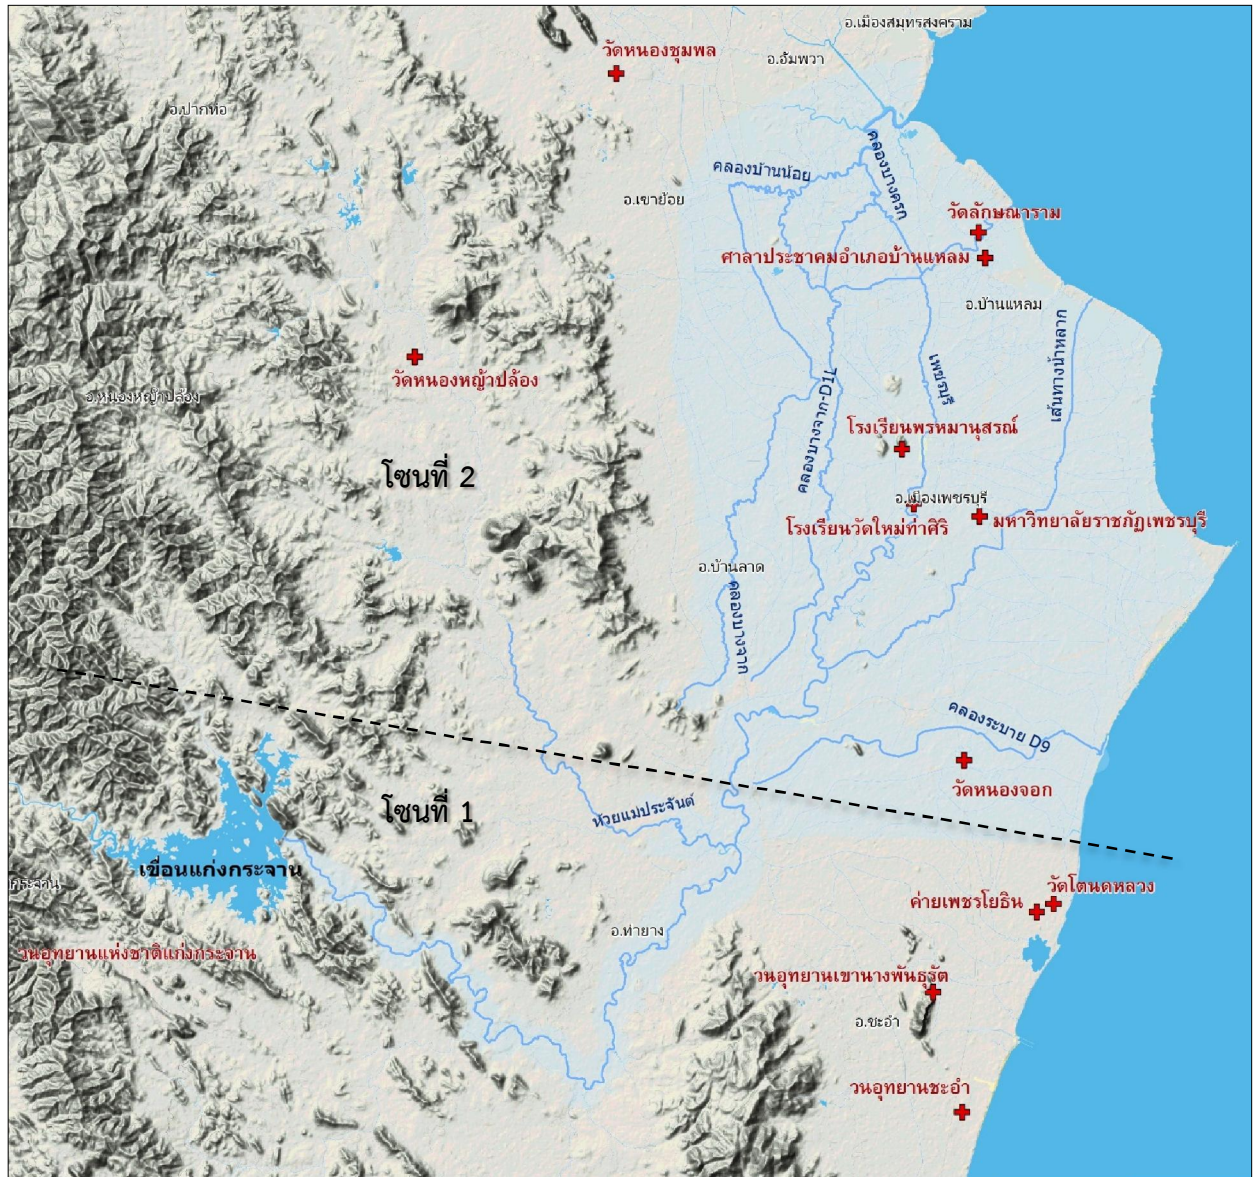 อ.เมืองสมุทรสงคราม
วัดหนองชุมพล
อ.อัมพวา
อ.ปากท่อ
คลองบางครก
คลองบ้านน้อย
อ.เขาย้อย
วัดลักษณาราม
ศาลาประชาคมอำเภอบ้านแหลม
อ.บ้านแหลม
เส้นทางน้ำหลาก
เพชรบุรี
วัดหนองหญ้าปล้อง
อ.หนองหญ้าปล้อง
คลองบางจาก-D1T
โรงเรียนพรหมานุสรณ์
โซนที่ 2
อ.เมืองเพชรบุรี
โรงเรียนวัดใหม่ท่าศิริ
มหาวิทยาลัยราชภัฏเพชรบุรี
อ.บ้านลาด
คลองบางจาก
คลองระบาย D9
วัดหนองจอก
โซนที่ 1
ห้วยแม่ประจันต์
เขื่อนแก่งกระจาน
กระจาน
วัดโตนดหลวง
ค่ายเพชรโยธิน
อ.ท่ายาง
วนอุทยานแห่งชาติแก่งกระจาน
วนอุทยานเขานางพันธุรัต
อ.ชะอำ
วนอุทยานชะอำ